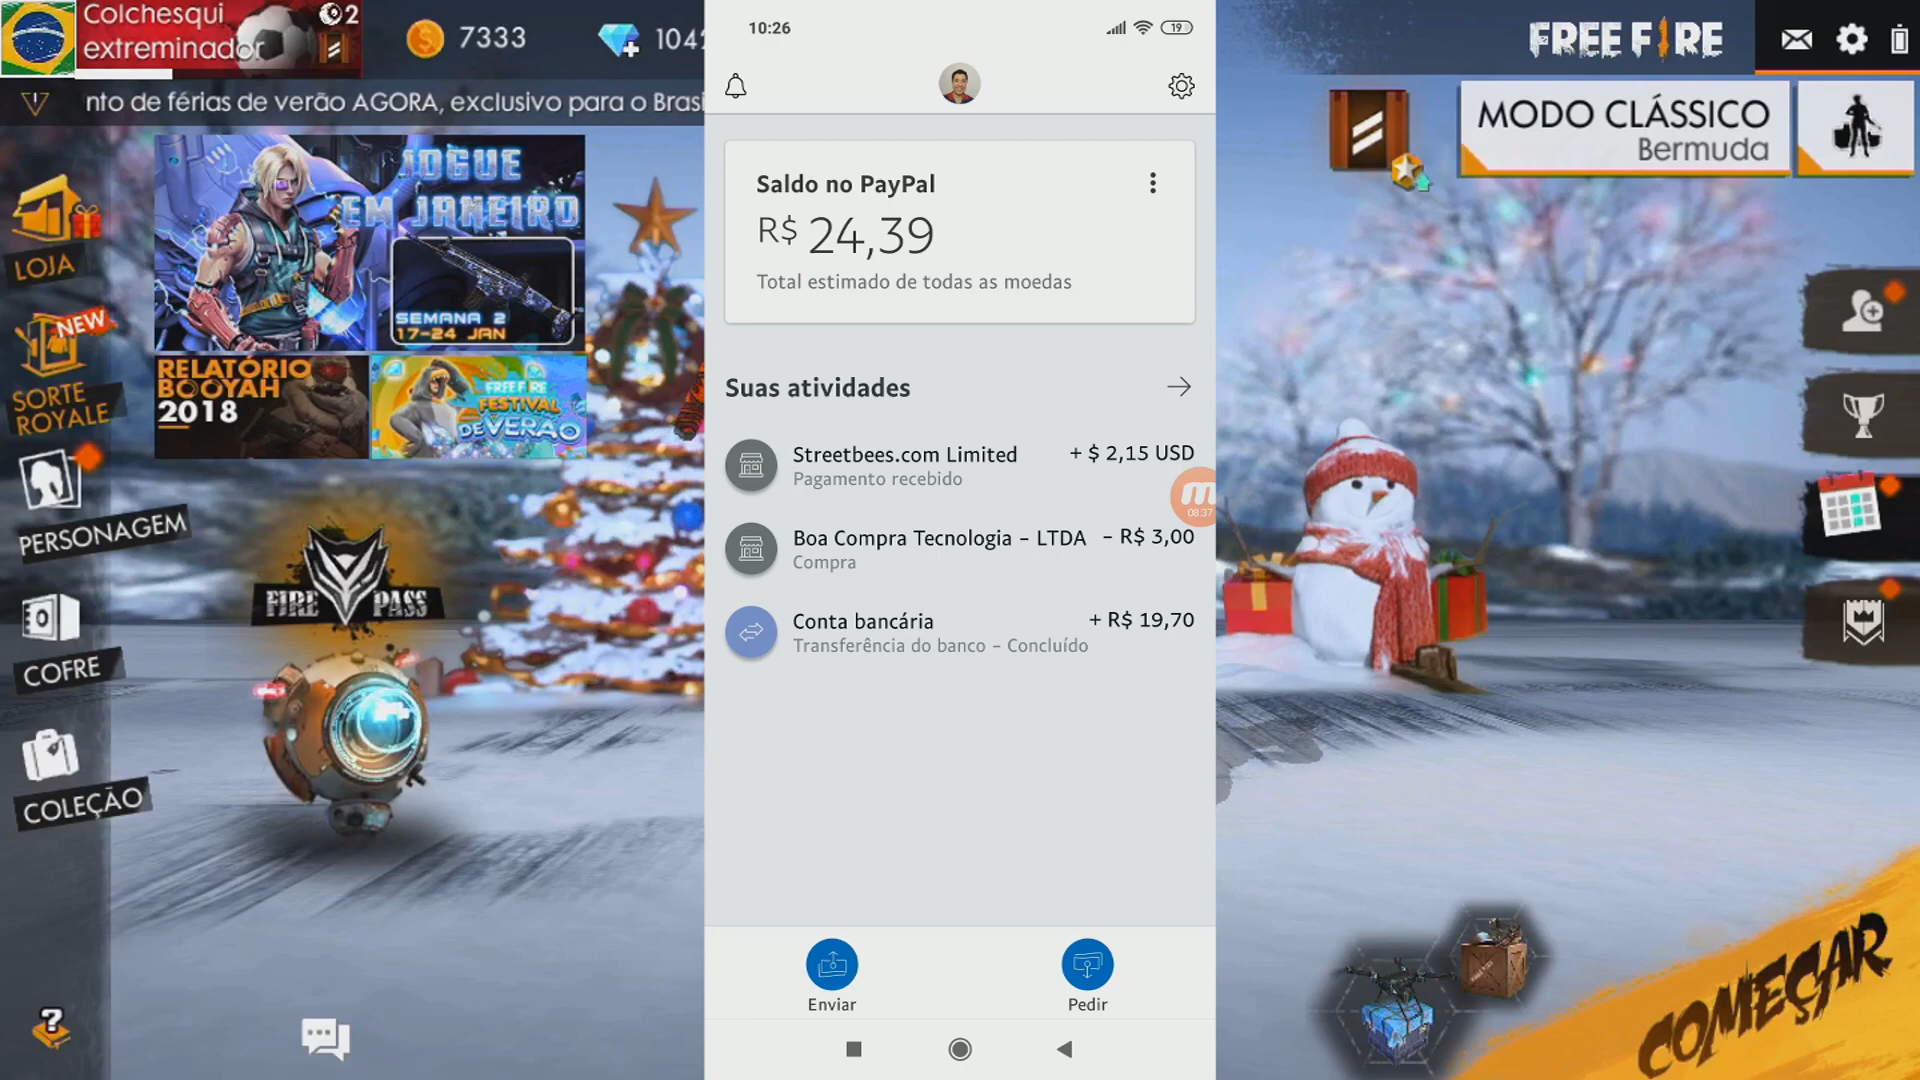 Colchesqui
extreminador
2
7333
104
nto de férias de verão AGORA, exclusivo para o Brasi
JOGUE
EM JANEIRO
SEMANA 2
17-24 JAN
RELATÓRIO
BOOYAH
2018
FREE FIRE
FESTIVAL
DE VERÃO
LOJA
NEW
SORTE
ROYALE
PERSONAGEM
COFRE
COLEÇÃO
FIRE PASS
10:26
19
Saldo no PayPal
R$ 24,39
Total estimado de todas as moedas
Suas atividades
Streetbees.com Limited + $ 2,15 USD
Pagamento recebido
08:37
Boa Compra Tecnologia - LTDA - R$ 3,00
Compra
Conta bancária + R$ 19,70
Transferência do banco - Concluído
Enviar
Pedir
FREE FIRE
MODO CLÁSSICO
Bermuda
COMEÇAR